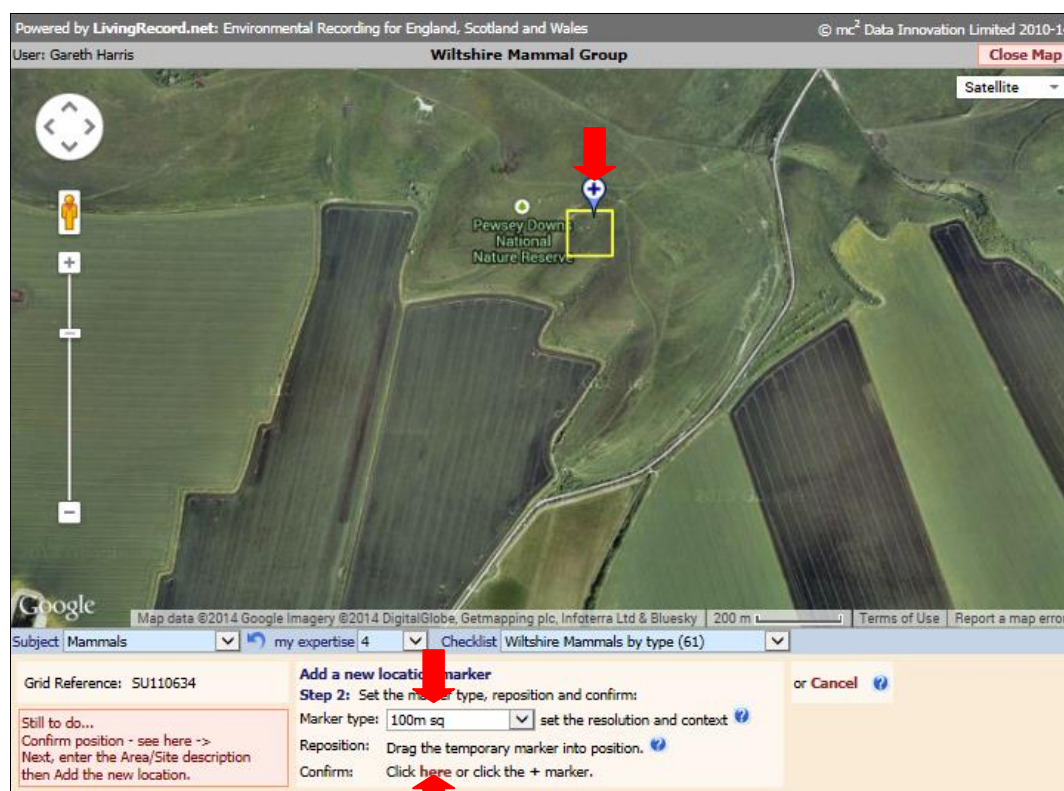 Powered by LivingRecord.net: Environmental Recording for England, Scotland and Wales
© mc² Data Innovation Limited 2010-1
User: Gareth Harris
Wiltshire Mammal Group
Close Map
Satellite
Pewsey Downs
National
Nature Reserve
Google
Map data ©2014 Google Imagery ©2014 DigitalGlobe, Getmapping plc, Infoterra Ltd & Bluesky
200 m
Terms of Use
Report a map error
Subject Mammals
my expertise 4
Checklist Wiltshire Mammals by type (61)
Grid Reference: SU110634
Add a new location marker
Step 2: Set the marker type, reposition and confirm:
or Cancel
Marker type: 100m sq set the resolution and context
Reposition: Drag the temporary marker into position.
Confirm: Click here or click the + marker.
Still to do...
Confirm position - see here ->
Next, enter the Area/Site description
then Add the new location.